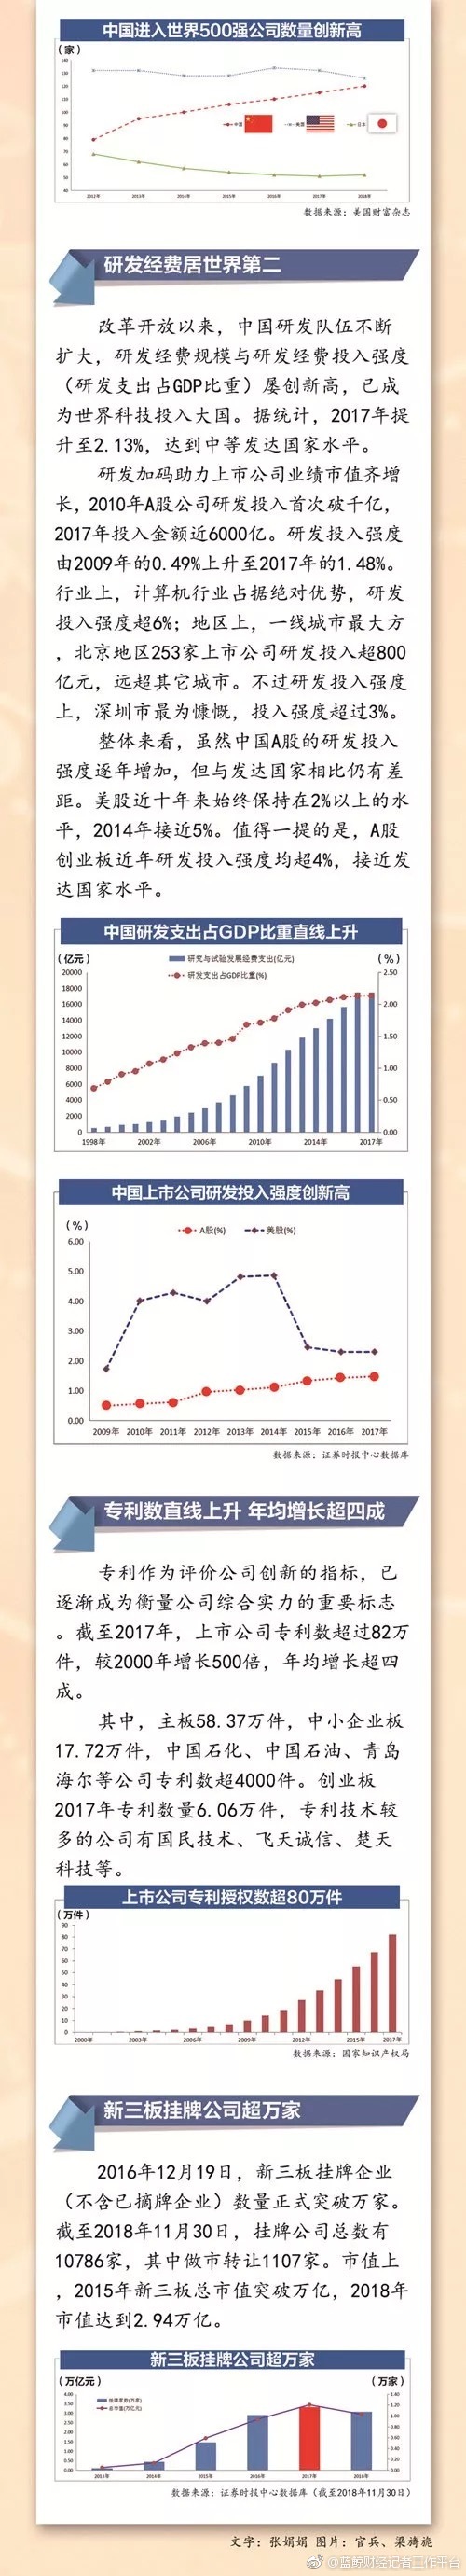 中国进入世界500强公司数量创新高
(家)
140
130
120
110
100
90
80
70
60
50
40
中国 美国 日本
2012年 2013年 2014年 2015年 2016年 2017年 2018年
数据来源：美国财富杂志
研发经费居世界第二
改革开放以来，中国研发队伍不断
扩大，研发经费规模与研发经费投入强度
（研发支出占GDP比重）屡创新高，已成
为世界科技投入大国。据统计，2017年提
升至2.13%，达到中等发达国家水平。
研发加码助力上市公司业绩市值齐增
长，2010年A股公司研发投入首次破千亿，
2017年投入金额近6000亿。研发投入强度
由2009年的0.49%上升至2017年的1.48%。
行业上，计算机行业占据绝对优势，研发
投入强度超6%；地区上，一线城市最大方
，北京地区253家上市公司研发投入超800
亿元，远超其它城市。不过研发投入强度
上，深圳市最为慷慨，投入强度超过3%。
整体来看，虽然中国A股的研发投入
强度逐年增加，但与发达国家相比仍有差
距。美股近十年来始终保持在2%以上的水
平，2014年接近5%。值得一提的是，A股
创业板近年研发投入强度均超4%，接近发
达国家水平。
中国研发支出占GDP比重直线上升
(亿元) 研究与试验发展经费支出(亿元) (%)
研发支出占GDP比重(%)
20000 2.50
18000
16000 2.00
14000
12000 1.50
10000
8000 1.00
6000
4000 0.50
2000
0 0.00
1998年 2002年 2006年 2010年 2014年 2017年
中国上市公司研发投入强度创新高
(%) A股(%) 美股(%)
6.00
5.00
4.00
3.00
2.00
1.00
0.00
2009年 2010年 2011年 2012年 2013年 2014年 2015年 2016年 2017年
数据来源：证券时报中心数据库
专利数直线上升 年均增长超四成
专利作为评价公司创新的指标，已
逐渐成为衡量公司综合实力的重要标志
。截至2017年，上市公司专利数超过82万
件，较2000年增长500倍，年均增长超四
成。
其中，主板58.37万件，中小企业板
17.72万件，中国石化、中国石油、青岛
海尔等公司专利数超4000件。创业板
2017年专利数量6.06万件，专利技术较
多的公司有国民技术、飞天诚信、楚天
科技等。
上市公司专利授权数超80万件
(万件)
90
80
70
60
50
40
30
20
10
0
2000年 2003年 2006年 2009年 2012年 2015年 2017年
数据来源：国家知识产权局
新三板挂牌公司超万家
2016年12月19日，新三板挂牌企业
（不含已摘牌企业）数量正式突破万家。
截至2018年11月30日，挂牌公司总数有
10786家，其中做市转让1107家。市值上
，2015年新三板总市值突破万亿，2018年
市值达到2.94万亿。
新三板挂牌公司超万家
(万亿元) (万家)
挂牌家数(万家)
总市值(万亿元)
4.00 1.40
3.50 1.20
3.00 1.00
2.50 0.80
2.00 0.60
1.50 0.40
1.00 0.20
0.50
0.00 0.00
2013年 2014年 2015年 2016年 2017年 2018年
数据来源：证券时报中心数据库（截至2018年11月30日）
文字：张娟娟 图片：官兵、梁祷旎
@蓝鲸财经记者工作平台